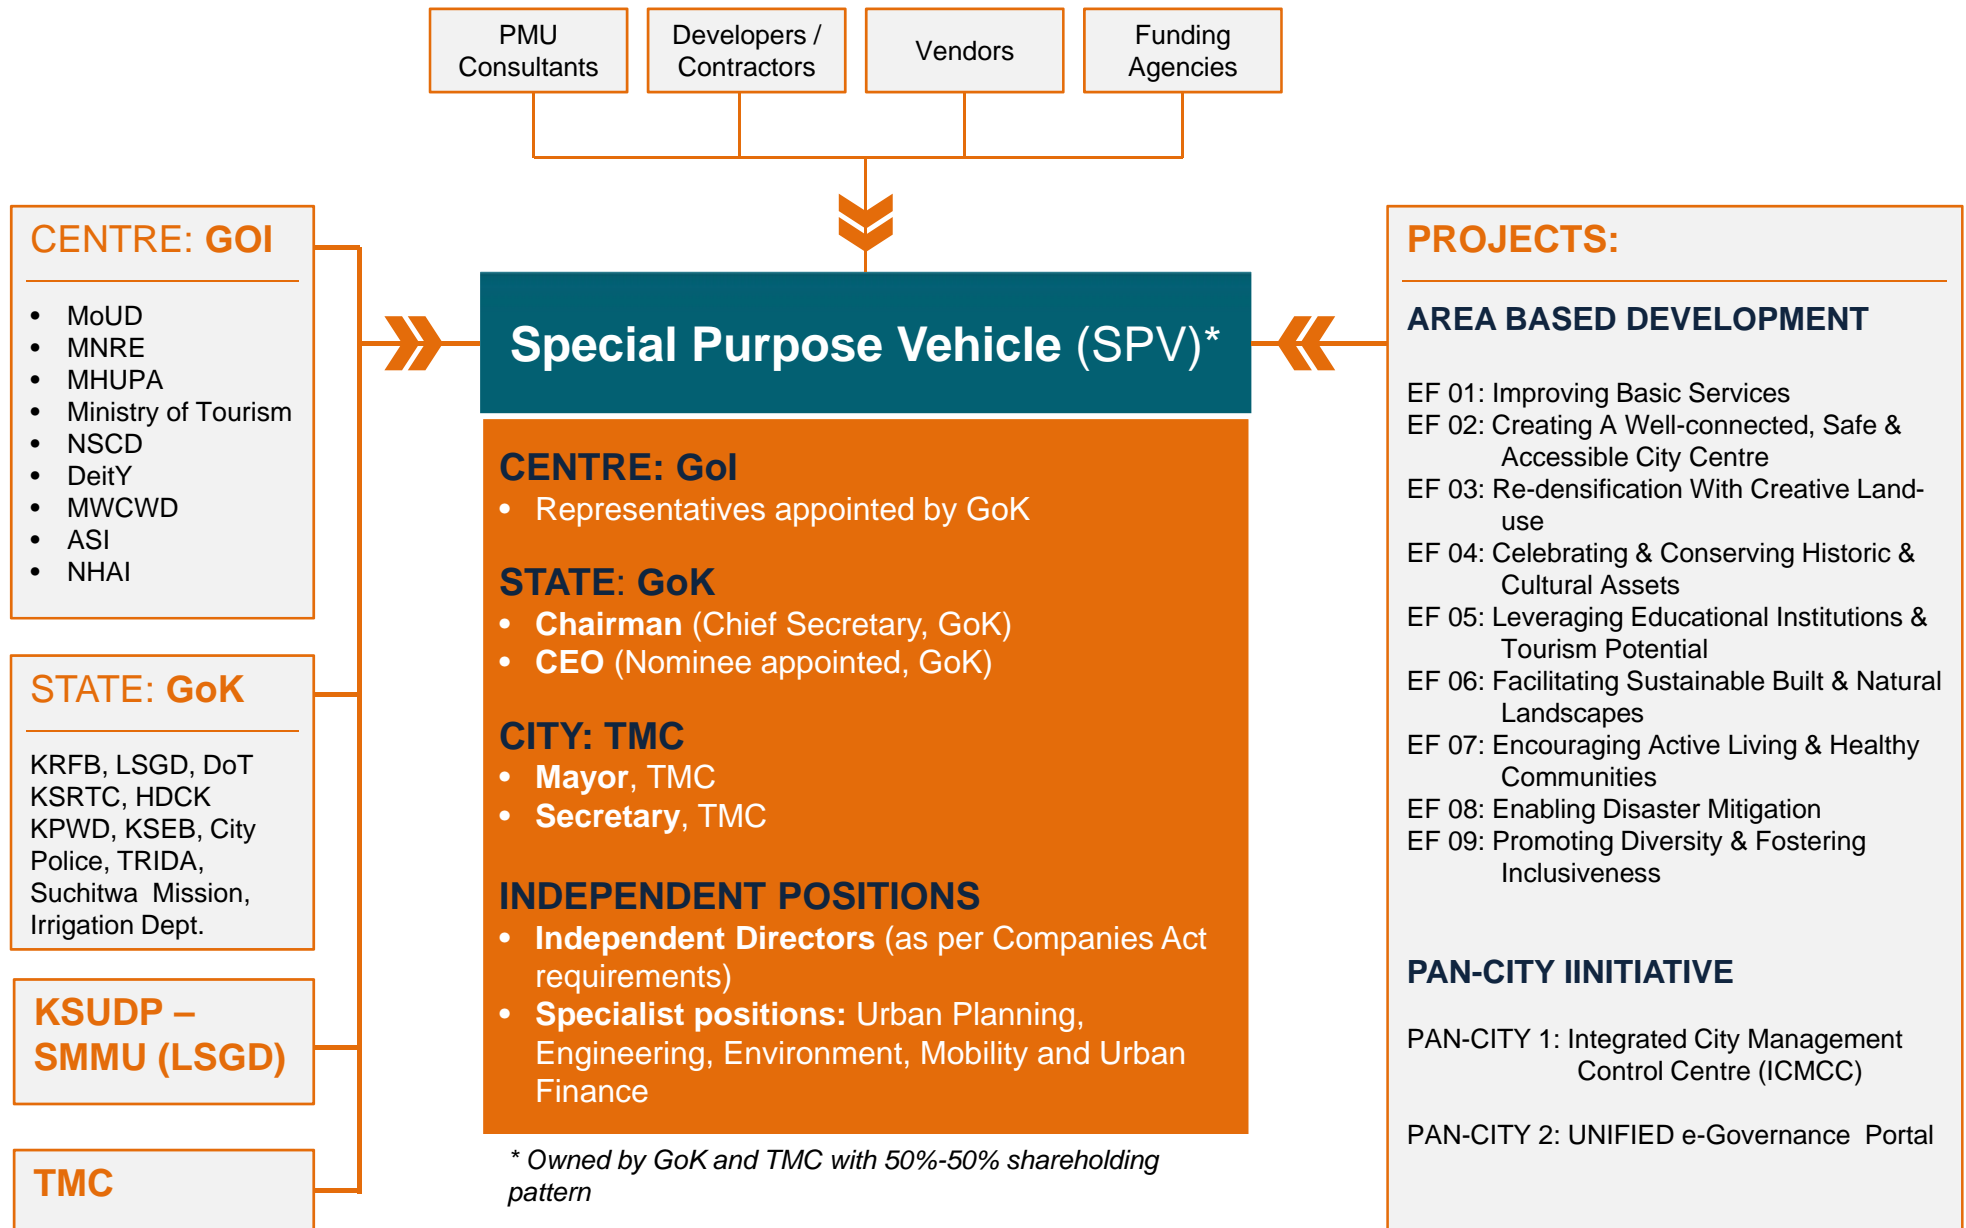 PMU
Consultants
Developers /
Contractors
Vendors
Funding
Agencies
CENTRE: GOI
• MoUD
• MNRE
• MHUPA
• Ministry of Tourism
• NSCD
• DeitY
• MWCWD
• ASI
• NHAI
STATE: GoK
KRFB, LSGD, DoT
KSRTC, HDCK
KPWD, KSEB, City
Police, TRIDA,
Suchitwa Mission,
Irrigation Dept.
KSUDP –
SMMU (LSGD)
TMC
Special Purpose Vehicle (SPV)*
CENTRE: GoI
• Representatives appointed by GoK
STATE: GoK
• Chairman (Chief Secretary, GoK)
• CEO (Nominee appointed, GoK)
CITY: TMC
• Mayor, TMC
• Secretary, TMC
INDEPENDENT POSITIONS
• Independent Directors (as per Companies Act
requirements)
• Specialist positions: Urban Planning,
Engineering, Environment, Mobility and Urban
Finance
* Owned by GoK and TMC with 50%-50% shareholding
pattern
PROJECTS:
AREA BASED DEVELOPMENT
EF 01: Improving Basic Services
EF 02: Creating A Well-connected, Safe &
Accessible City Centre
EF 03: Re-densification With Creative Land-
use
EF 04: Celebrating & Conserving Historic &
Cultural Assets
EF 05: Leveraging Educational Institutions &
Tourism Potential
EF 06: Facilitating Sustainable Built & Natural
Landscapes
EF 07: Encouraging Active Living & Healthy
Communities
EF 08: Enabling Disaster Mitigation
EF 09: Promoting Diversity & Fostering
Inclusiveness
PAN-CITY IINITIATIVE
PAN-CITY 1: Integrated City Management
Control Centre (ICMCC)
PAN-CITY 2: UNIFIED e-Governance Portal